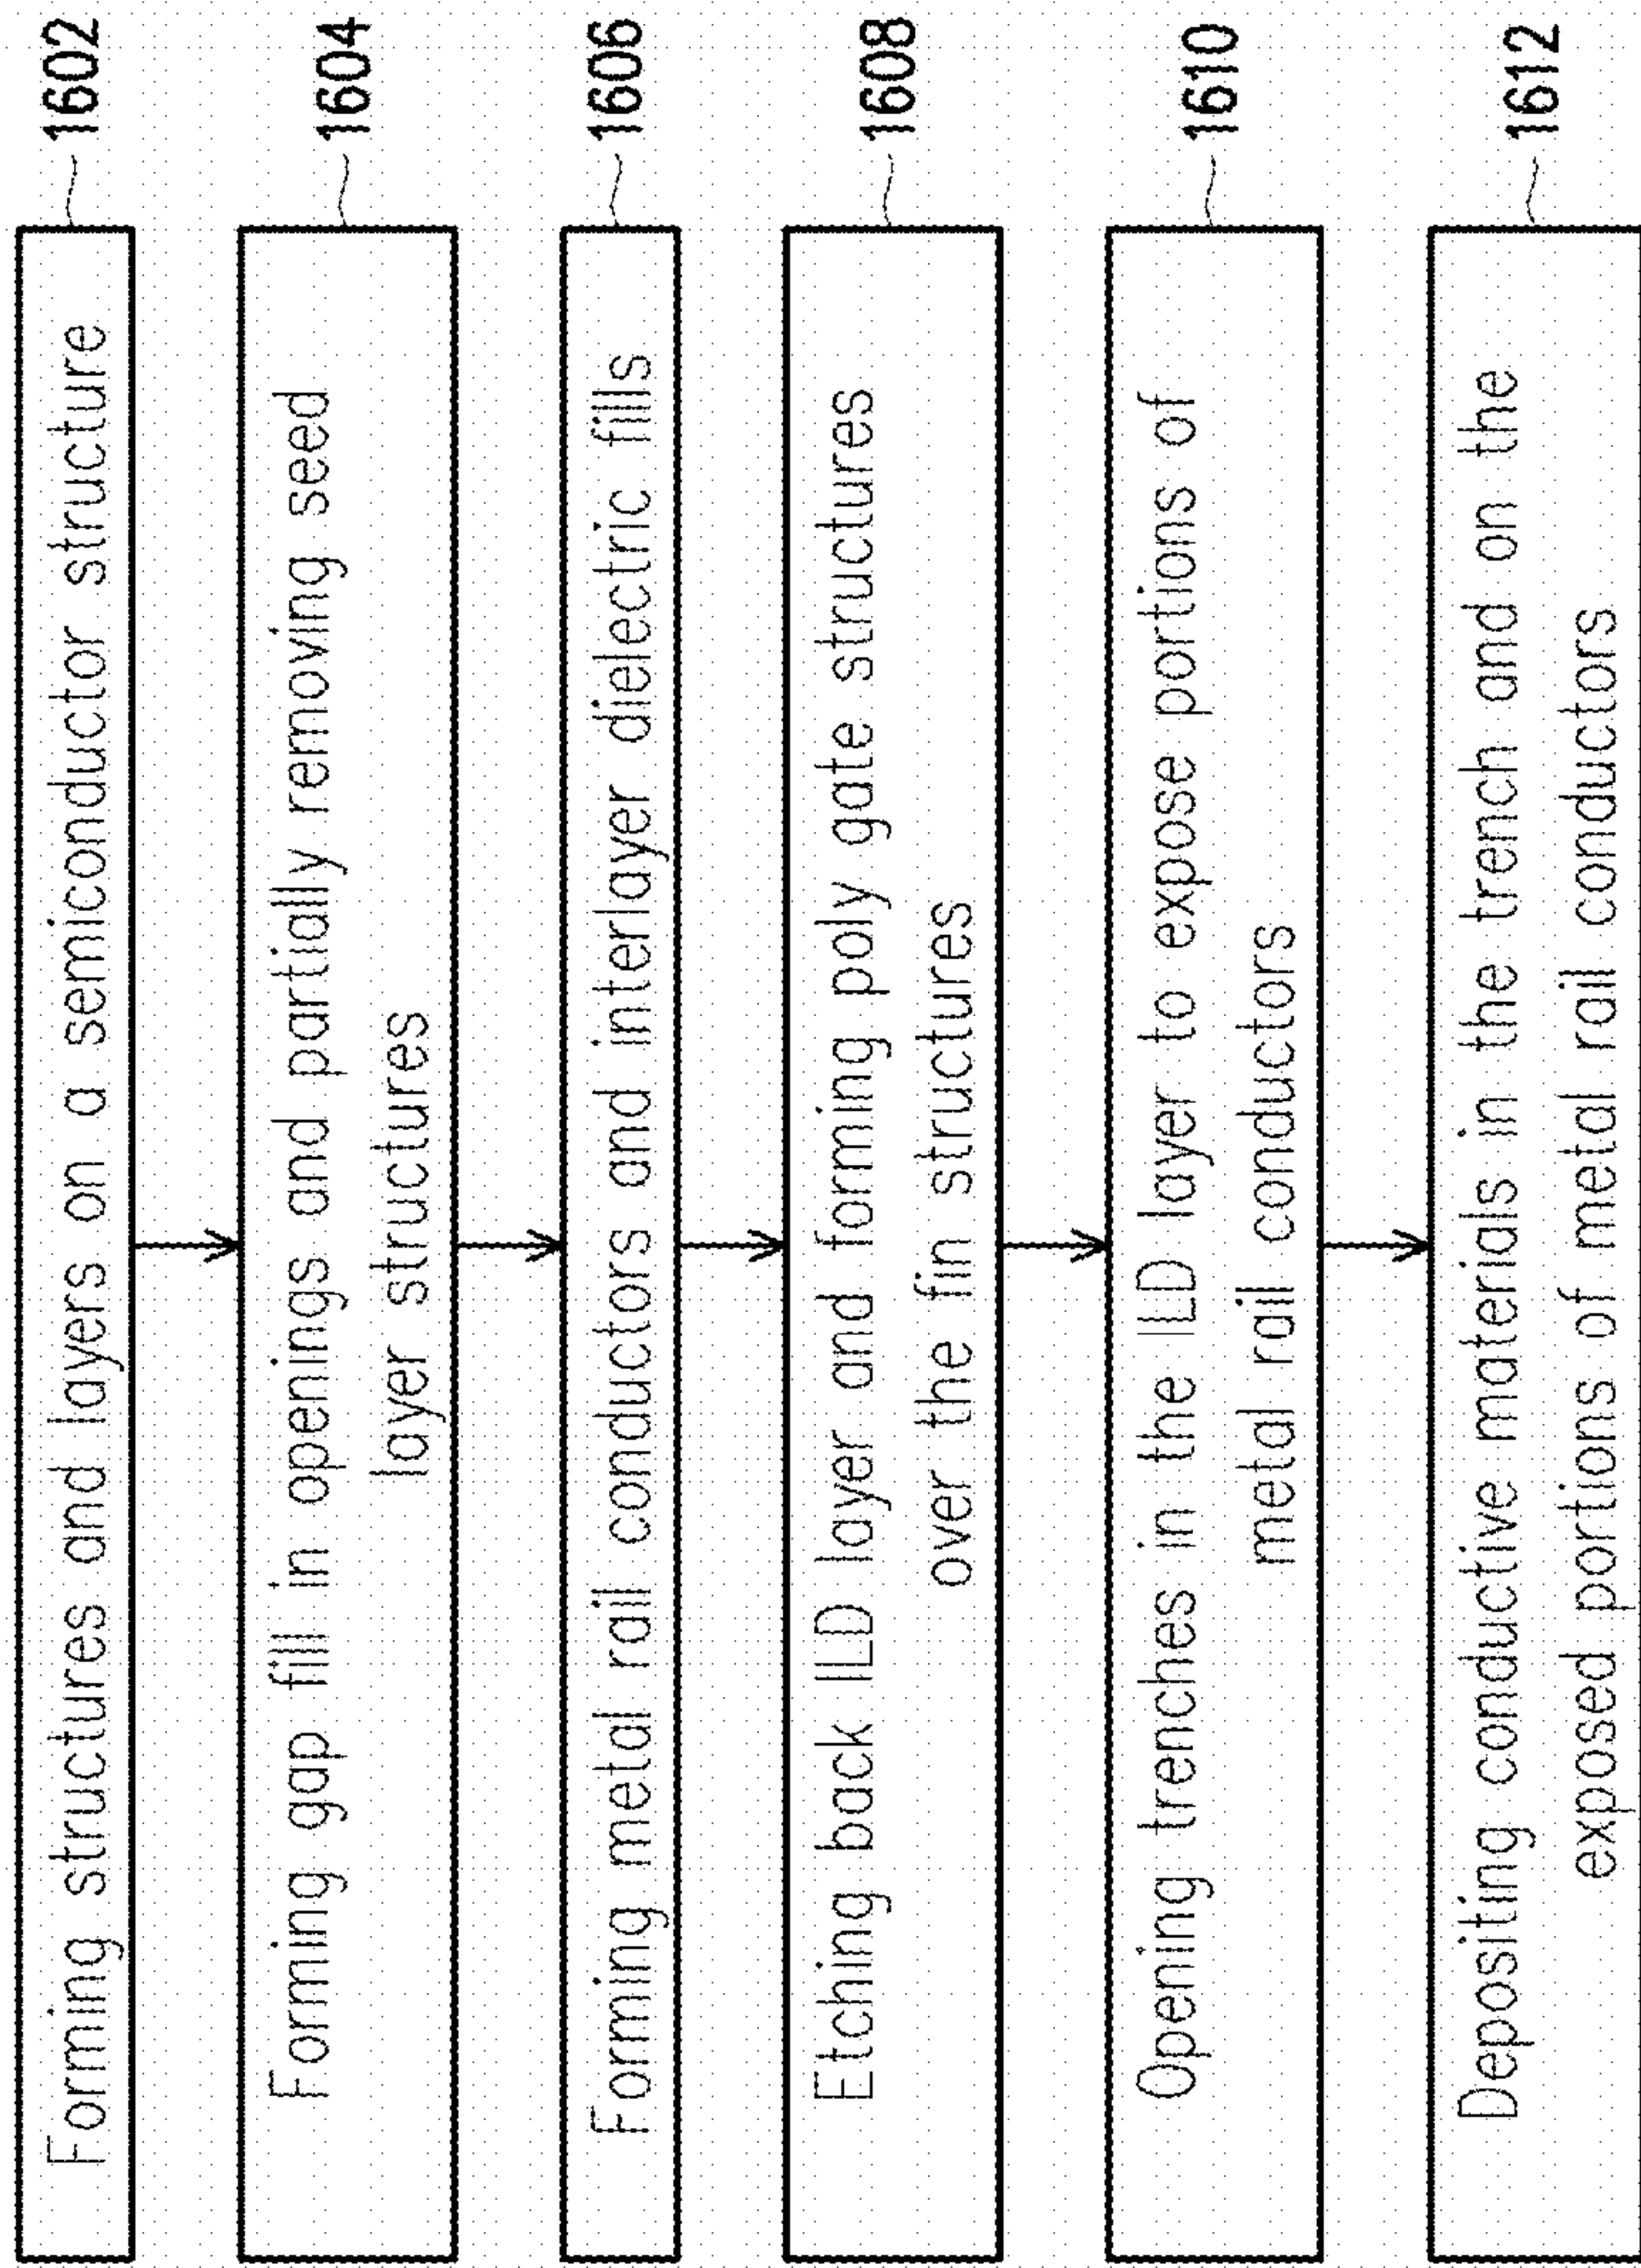 Forming structures and layers on a semiconductor structure
1602
Forming gap fill in openings and partially removing seed
layer structures
1604
Forming metal rail conductors and interlayer dielectric fills
1606
Etching back ILD layer and forming poly gate structures
over the fin structures
1608
Opening trenches in the ILD layer to expose portions of
metal rail conductors
1610
Depositing conductive materials in the trench and on the
exposed portions of metal rail conductors
1612